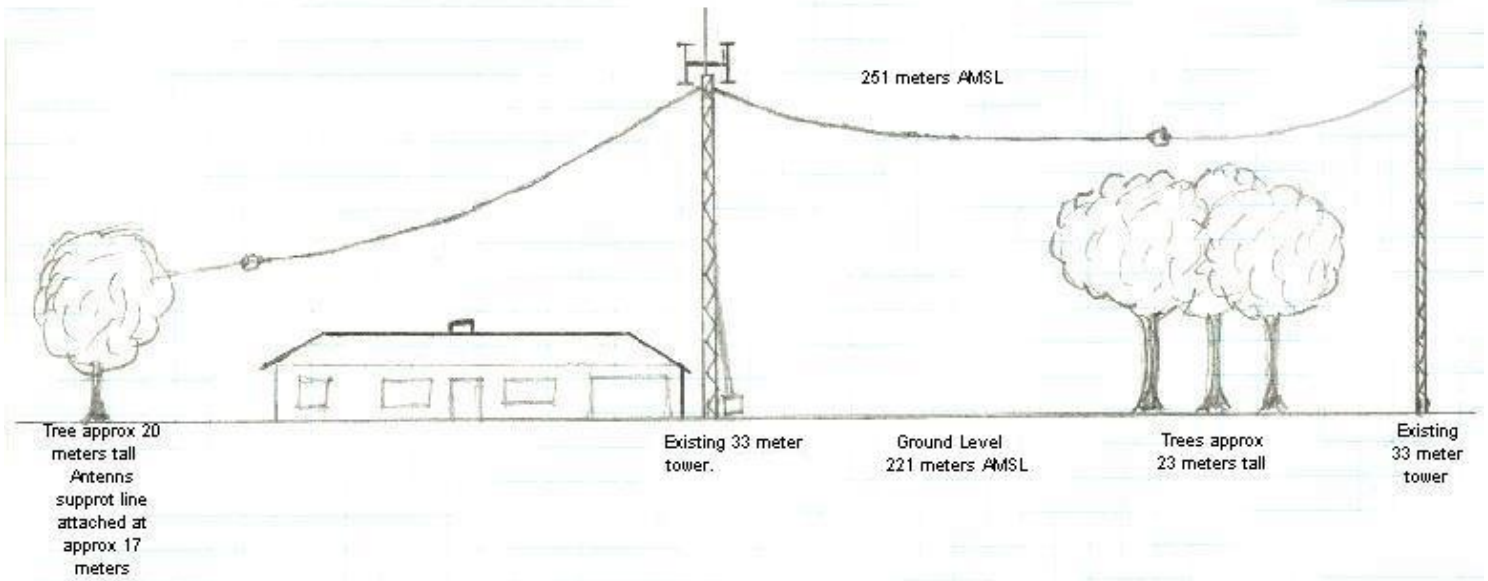 251 meters AMSL
Tree approx 20
meters tall
Antenns
supprot line
attached at
approx 17
meters
Existing 33 meter
tower.
Ground Level
221 meters AMSL
Trees approx
23 meters tall
Existing
33 meter
tower